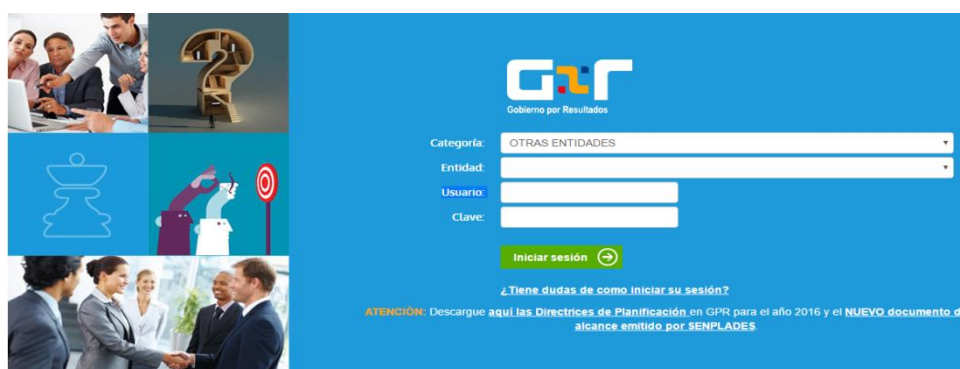 GPR
Gobierno por Resultados
Categoría: OTRAS ENTIDADES
Entidad:
Usuario:
Clave:
Iniciar sesión
¿Tiene dudas de como iniciar su sesión?
ATENCIÓN: Descargue aquí las Directrices de Planificación en GPR para el año 2016 y el NUEVO documento d
alcance emitido por SENPLADES.